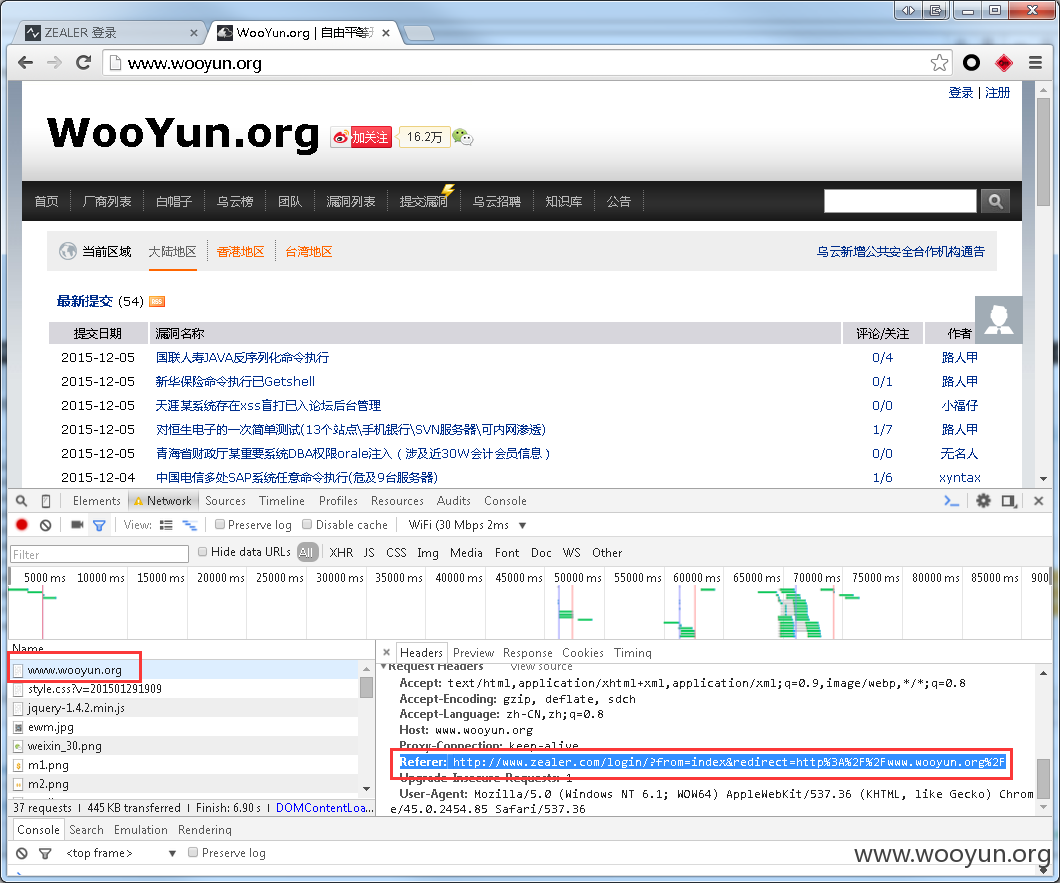 ZEALER 登录
WooYun.org | 自由平等
www.wooyun.org
登录 | 注册
WooYun.org
加关注
16.2万
首页 厂商列表 白帽子 乌云榜 团队 漏洞列表 提交漏洞 乌云招聘 知识库 公告
当前区域 大陆地区 香港地区 台湾地区
乌云新增公共安全合作机构通告
最新提交 (54) RSS
提交日期 漏洞名称 评论/关注 作者
2015-12-05 国联人寿JAVA反序列化命令执行 0/4 路人甲
2015-12-05 新华保险命令执行已Getshell 0/1 路人甲
2015-12-05 天涯某系统存在xss盲打已入论坛后台管理 0/0 小福仔
2015-12-05 对恒生电子的一次简单测试(13个站点\手机银行\SVN服务器\可内网渗透) 1/7 路人甲
2015-12-05 青海省财政厅某重要系统DBA权限orale注入（涉及近30W会计会员信息） 0/0 无名人
2015-12-04 中国电信多处SAP系统任意命令执行(危及9台服务器) 1/6 xyntax
Elements Network Sources Timeline Profiles Resources Audits Console
View: Preserve log Disable cache WiFi (30 Mbps 2ms ▼
Filter Hide data URLs All XHR JS CSS Img Media Font Doc WS Other
5000 ms 10000 ms 15000 ms 20000 ms 25000 ms 30000 ms 35000 ms 40000 ms 45000 ms 50000 ms 55000 ms 60000 ms 65000 ms 70000 ms 75000 ms 80000 ms 85000 ms 900
Name
www.wooyun.org
style.css?v=201501291909
jquery-1.4.2.min.js
ewm.jpg
weixin_30.png
m1.png
m2.png
37 requests | 445 KB transferred | Finish: 6.90 s | DOMContentLoa...
× Headers Preview Response Cookies Timing
▼Request Headers view source
Accept: text/html,application/xhtml+xml,application/xml;q=0.9,image/webp,*/*;q=0.8
Accept-Encoding: gzip, deflate, sdch
Accept-Language: zh-CN,zh;q=0.8
Host: www.wooyun.org
Proxy-Connection: keep-alive
Referer: http://www.zealer.com/login/?from=index&redirect=http%3A%2F%2Fwww.wooyun.org%2F
Upgrade-Insecure-Requests: 1
User-Agent: Mozilla/5.0 (Windows NT 6.1; WOW64) AppleWebKit/537.36 (KHTML, like Gecko) Chrom
e/45.0.2454.85 Safari/537.36
Console Search Emulation Rendering
<top frame> ▼ Preserve log
www.wooyun.org